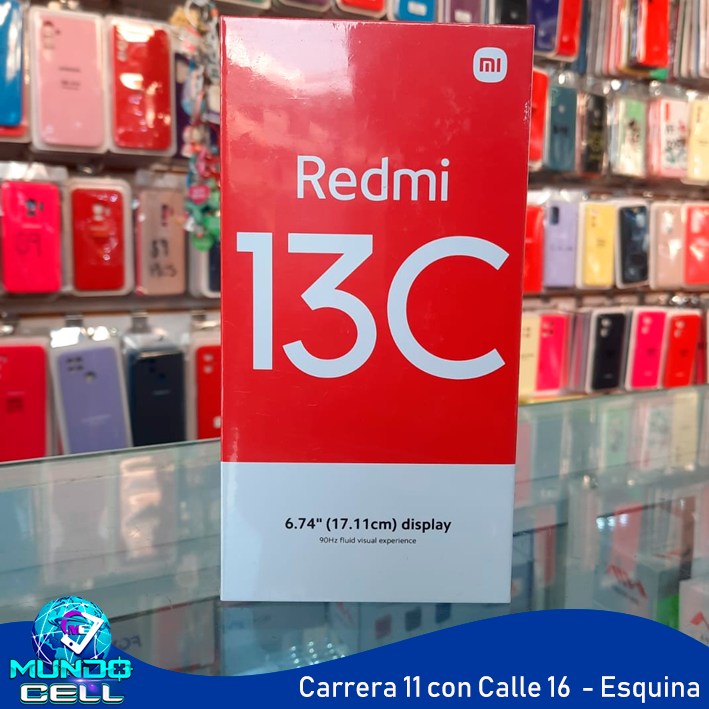 mi
Redmi
13C
6.74" (17.11cm) display
90Hz fluid visual experience
MUNDO
CELL
Carrera 11 con Calle 16 - Esquina